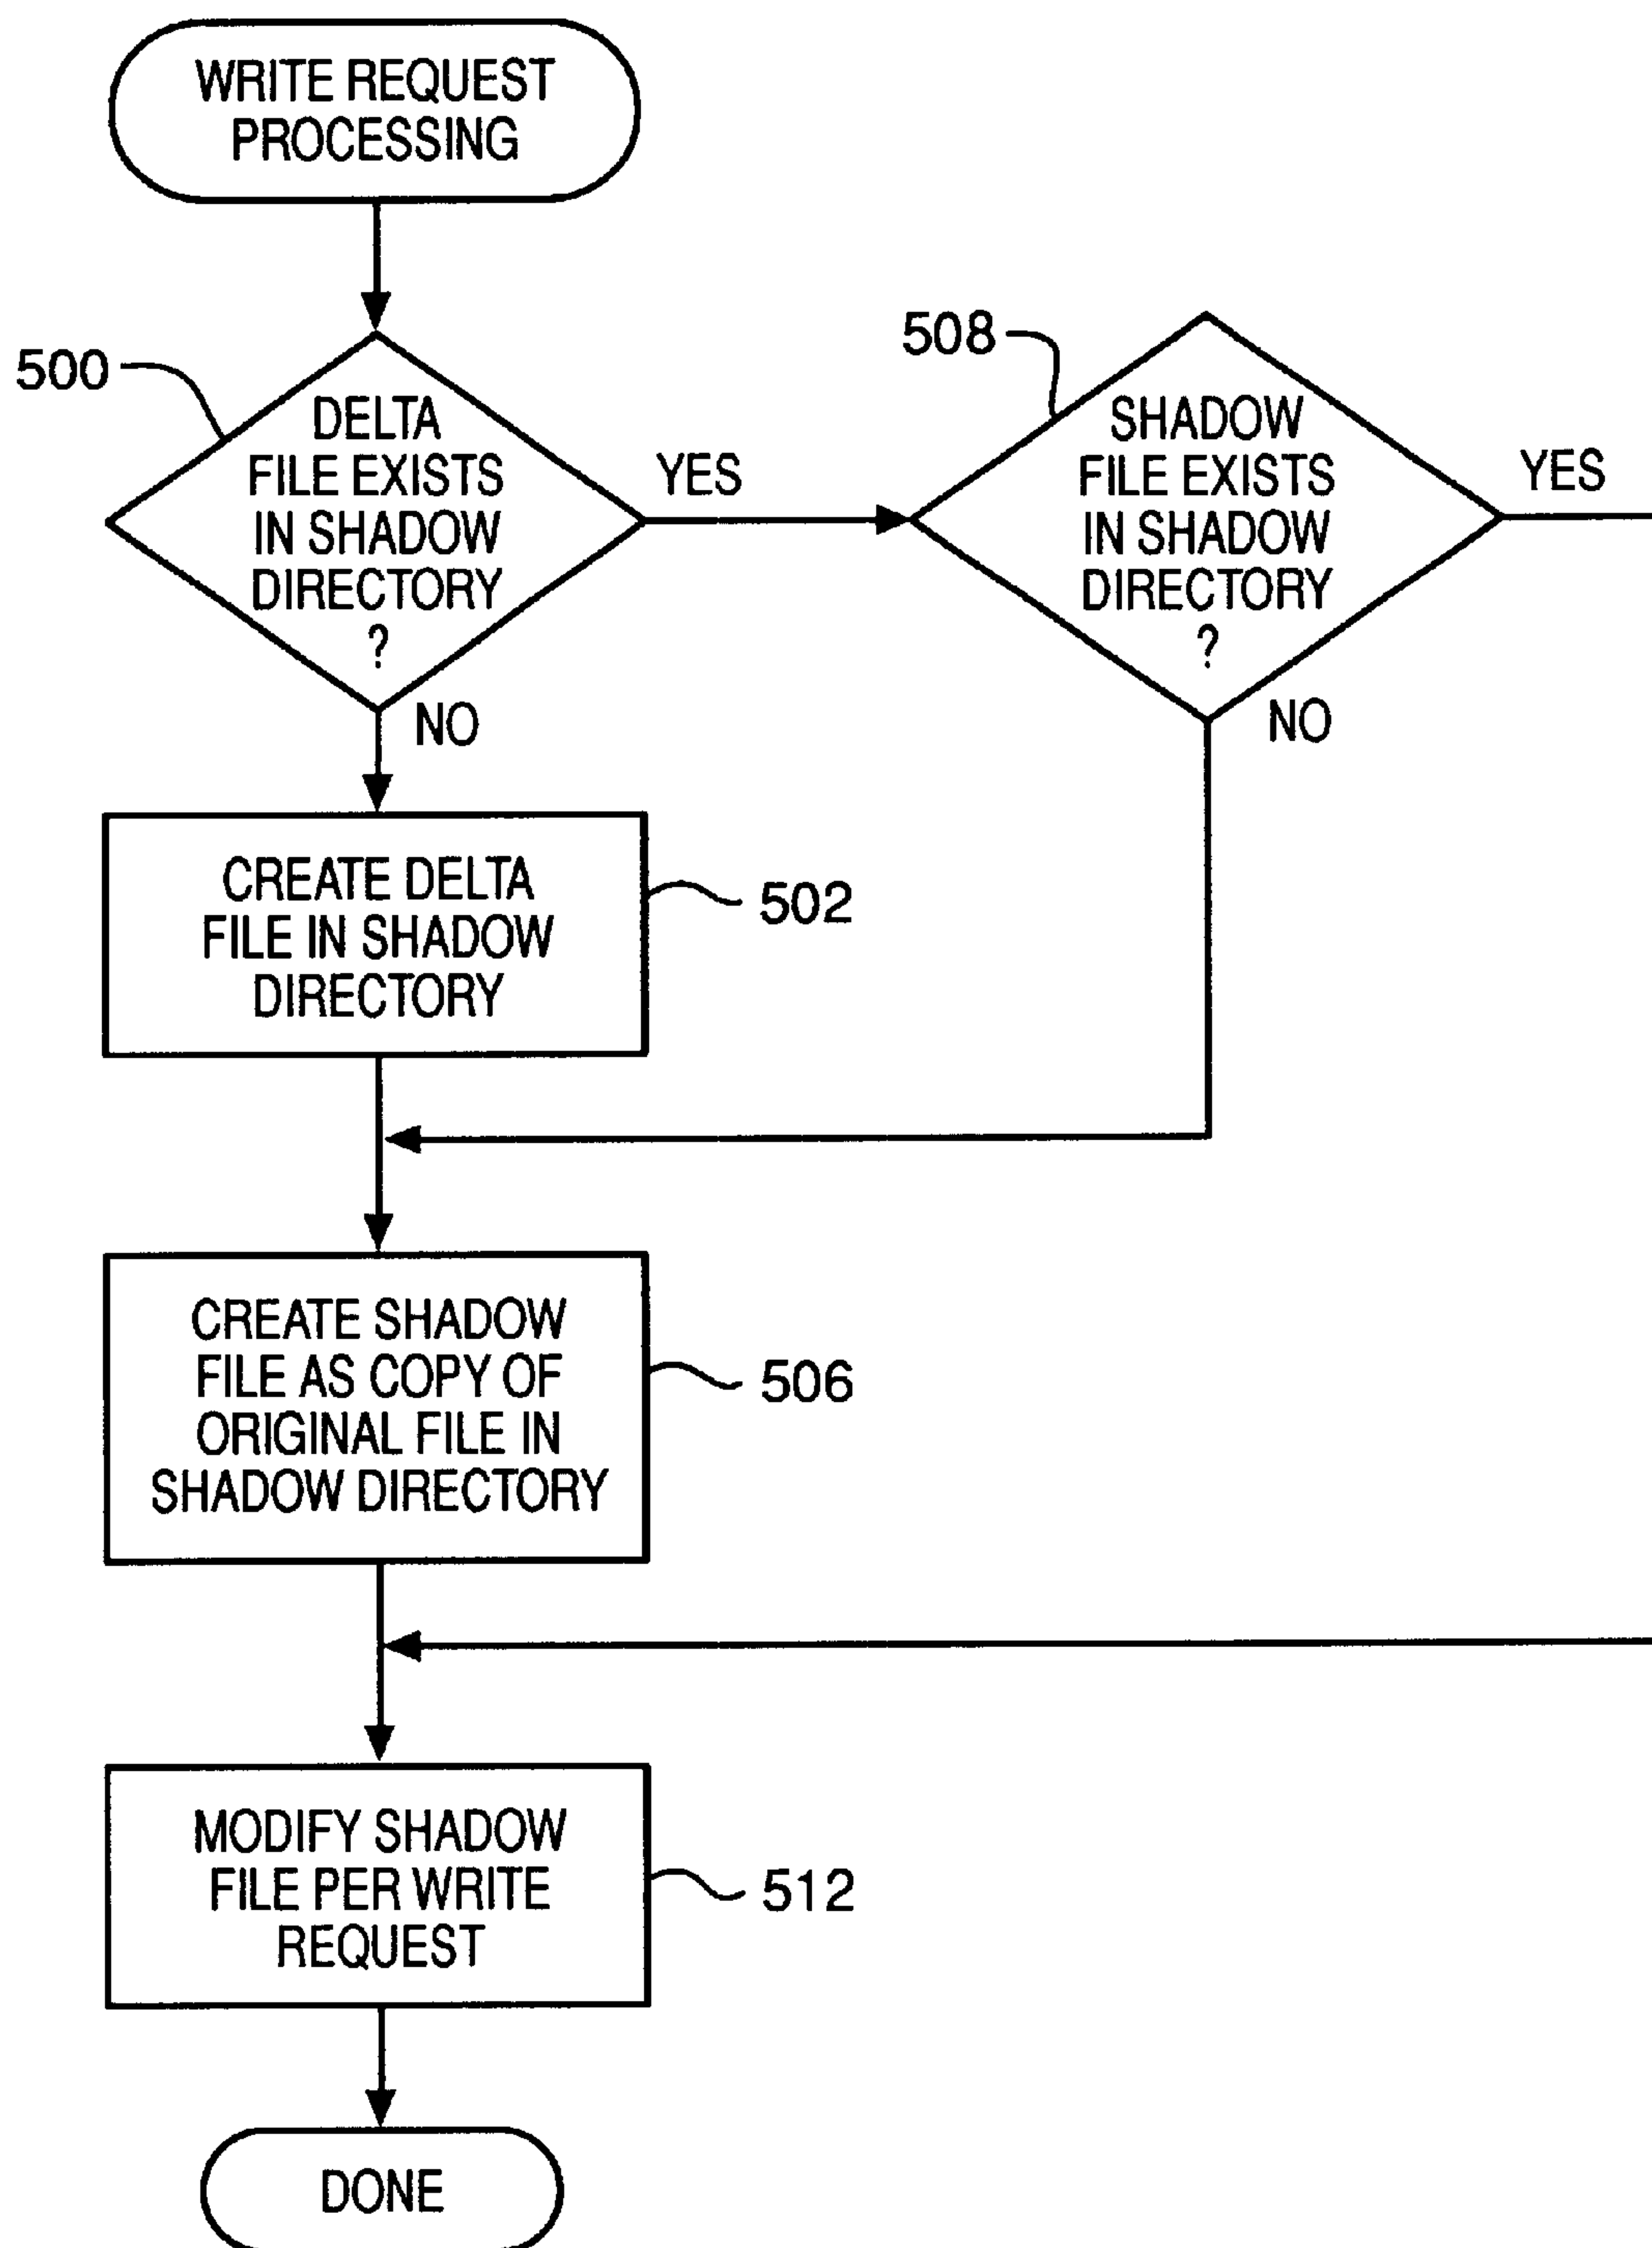 WRITE REQUEST
PROCESSING
500
DELTA
FILE EXISTS
IN SHADOW
DIRECTORY
?
YES
NO
508
SHADOW
FILE EXISTS
IN SHADOW
DIRECTORY
?
YES
NO
CREATE DELTA
FILE IN SHADOW
DIRECTORY
502
CREATE SHADOW
FILE AS COPY OF
ORIGINAL FILE IN
SHADOW DIRECTORY
506
MODIFY SHADOW
FILE PER WRITE
REQUEST
512
DONE